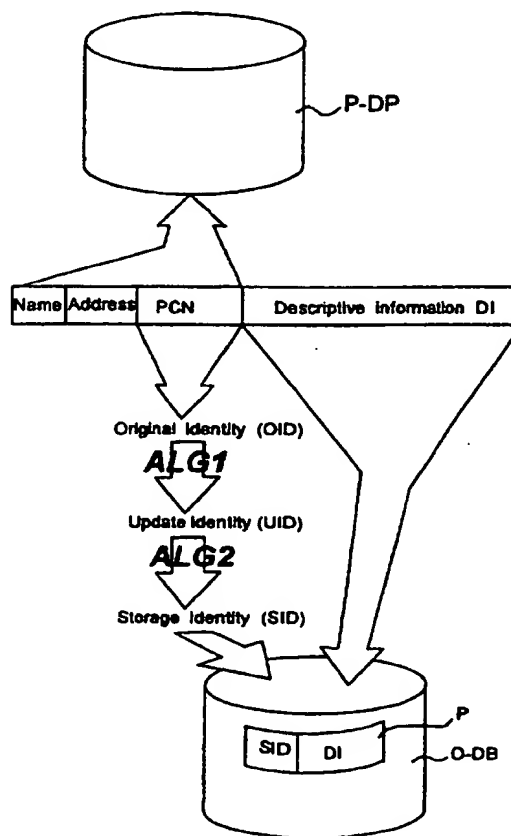 P-DP
Name Address PCN Descriptive information DI
Original Identity (OID)
ALG1
Update Identity (UID)
ALG2
Storage Identity (SID)
P
SID DI
O-DB